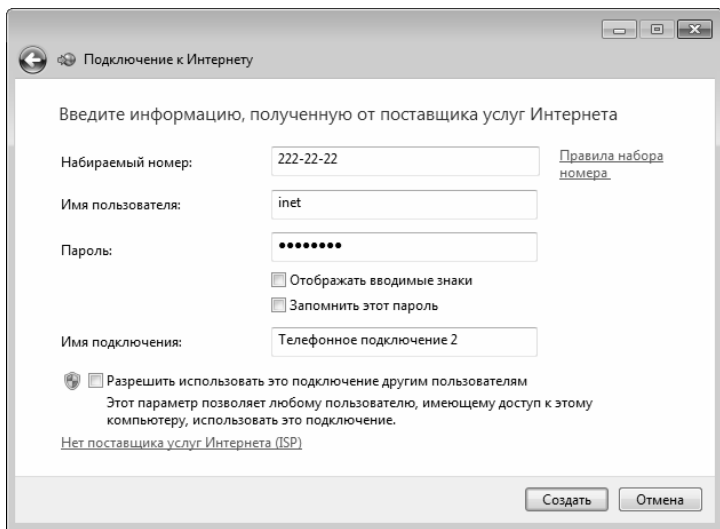 Подключение к Интернету
Введите информацию, полученную от поставщика услуг Интернета
Набираемый номер:
222-22-22
Правила набора
номера
Имя пользователя:
inet
Пароль:
••••••••
Отображать вводимые знаки
Запомнить этот пароль
Имя подключения:
Телефонное подключение 2
Разрешить использовать это подключение другим пользователям
Этот параметр позволяет любому пользователю, имеющему доступ к этому
компьютеру, использовать это подключение.
Нет поставщика услуг Интернета (ISP)
Создать
Отмена